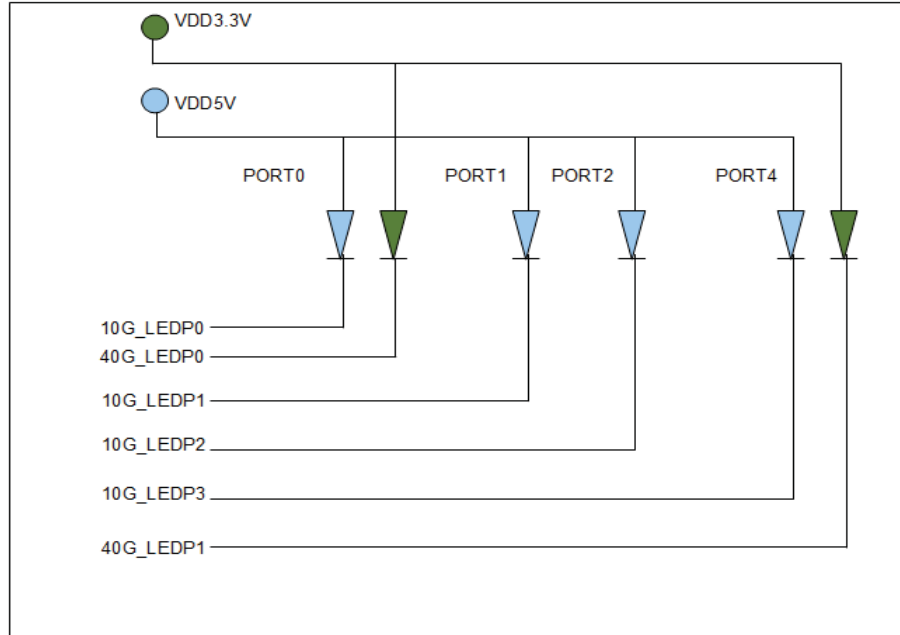 VDD3.3V
VDD5V
PORT0 PORT1 PORT2 PORT4
10G_LEDP0
40G_LEDP0
10G_LEDP1
10G_LEDP2
10G_LEDP3
40G_LEDP1